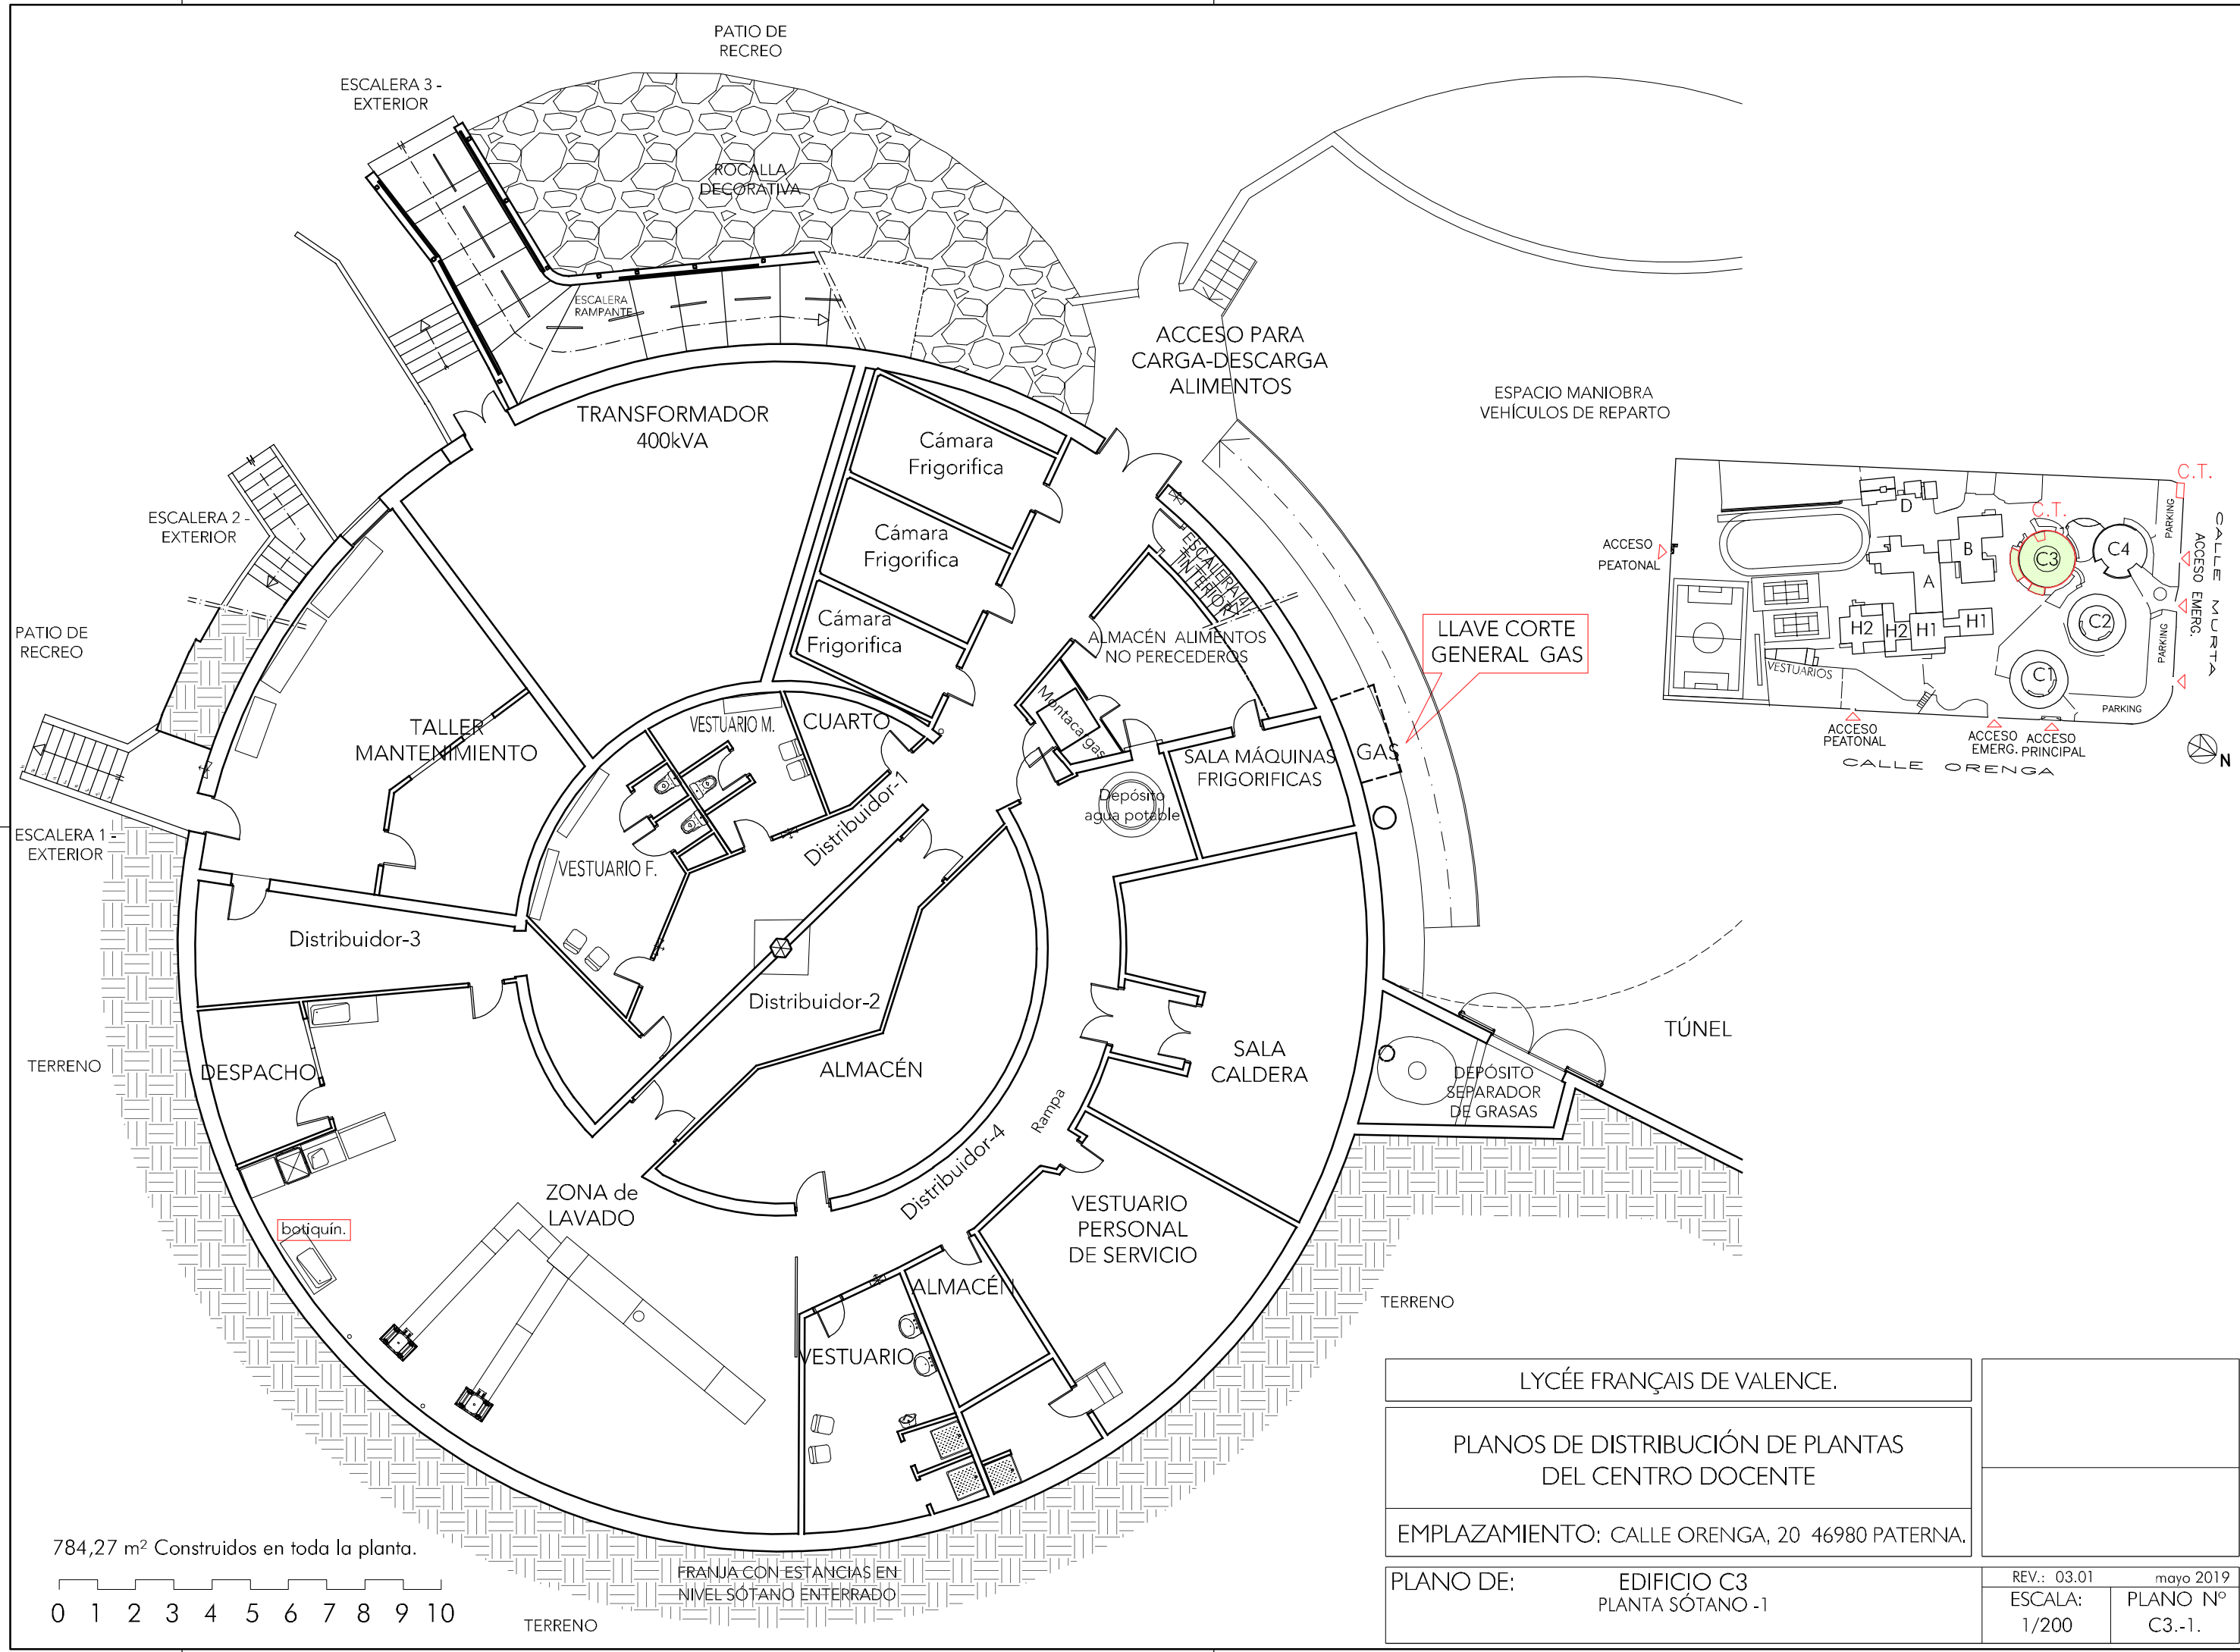 PATIO DE
RECREO
ESCALERA 3 -
EXTERIOR
ROCALLA
DECORATIVA
ESCALERA
RAMPANTE
ACCESO PARA
CARGA-DESCARGA
ALIMENTOS
ESPACIO MANIOBRA
VEHÍCULOS DE REPARTO
TRANSFORMADOR
400kVA
Cámara
Frigorifica
Cámara
Frigorifica
Cámara
Frigorifica
ESCALERA 2 -
EXTERIOR
ESCALERA 4
INTERIOR
PATIO DE
RECREO
ALMACÉN ALIMENTOS
NO PERECEDEROS
LLAVE CORTE
GENERAL GAS
TALLER
MANTENIMIENTO
VESTUARIO M.
CUARTO
Montacargas
SALA MÁQUINAS
FRIGORIFICAS
GAS
Depósito
agua potable
ESCALERA 1 -
EXTERIOR
Distribuidor-1
VESTUARIO F.
Distribuidor-3
Distribuidor-2
TÚNEL
TERRENO
DESPACHO
ALMACÉN
SALA
CALDERA
DEPÓSITO
SEPARADOR
DE GRASAS
Rampa
Distribuidor-4
ZONA de
LAVADO
VESTUARIO
PERSONAL
DE SERVICIO
botiquín.
ALMACÉN
TERRENO
VESTUARIO
784,27 m² Construidos en toda la planta.
0 1 2 3 4 5 6 7 8 9 10
FRANJA CON ESTANCIAS EN
NIVEL SÓTANO ENTERRADO
TERRENO
C.T.
C.T.
PARKING
CALLE MURTA
ACCESO EMERG.
ACCESO
PEATONAL
D
B
C3
C4
A
C2
H2
H2
H1
H1
C1
PARKING
VESTUARIOS
PARKING
ACCESO
PEATONAL
ACCESO
EMERG.
ACCESO
PRINCIPAL
CALLE ORENGA
N
LYCÉE FRANÇAIS DE VALENCE.
PLANOS DE DISTRIBUCIÓN DE PLANTAS
DEL CENTRO DOCENTE
EMPLAZAMIENTO: CALLE ORENGA, 20 46980 PATERNA.
PLANO DE: EDIFICIO C3
PLANTA SÓTANO -1
REV.: 03.01 mayo 2019
ESCALA:
1/200
PLANO Nº
C3.-1.